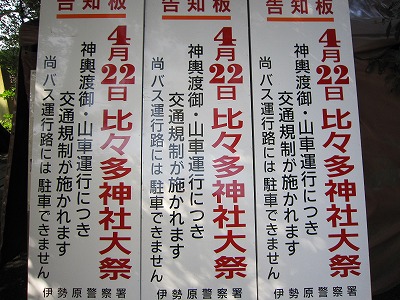 告知板
4月22日 比々多神社大祭
神輿渡御・山車運行につき
交通規制が施かれます
尚 バス運行路には 駐車できません
伊勢原警察署
告知板
4月22日 比々多神社大祭
神輿渡御・山車運行につき
交通規制が施かれます
尚 バス運行路には 駐車できません
伊勢原警察署
告知板
4月22日 比々多神社大祭
神輿渡御・山車運行につき
交通規制が施かれます
尚 バス運行路には 駐車できません
伊勢原警察署